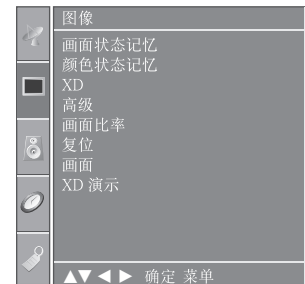 图像
画面状态记忆
颜色状态记忆
XD
高级
画面比率
复位
画面
XD 演示
▲▼◀▶ 确定 菜单